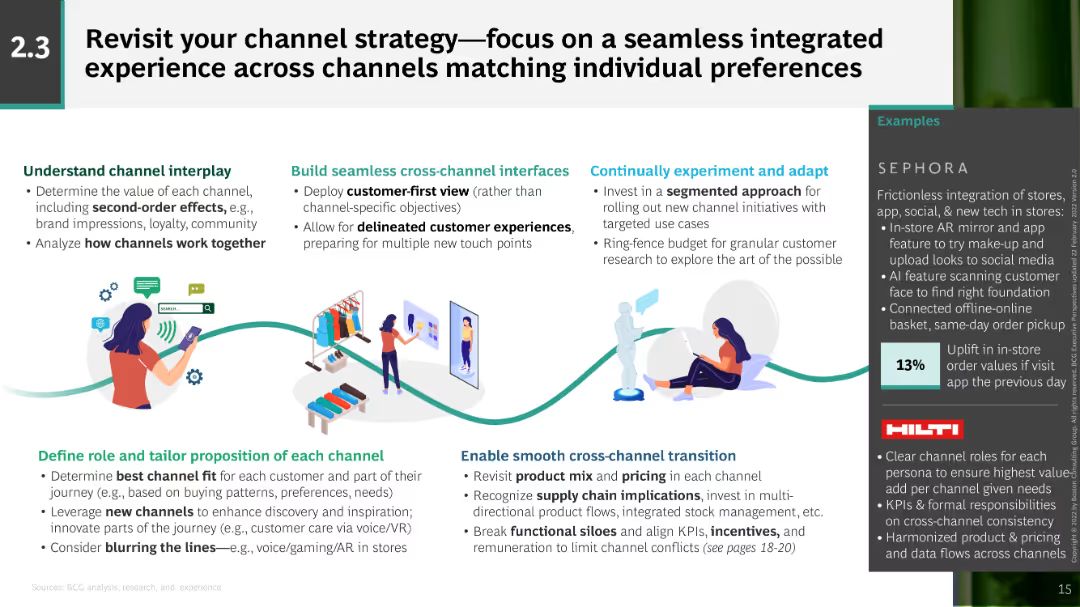 2.3
Revisit your channel strategy—focus on a seamless integrated
experience across channels matching individual preferences
Understand channel interplay
• Determine the value of each channel,
including second-order effects, e.g.,
brand impressions, loyalty, community
• Analyze how channels work together
Build seamless cross-channel interfaces
• Deploy customer-first view (rather than
channel-specific objectives)
• Allow for delineated customer experiences,
preparing for multiple new touch points
Continually experiment and adapt
• Invest in a segmented approach for
rolling out new channel initiatives with
targeted use cases
• Ring-fence budget for granular customer
research to explore the art of the possible
SEARCH...
Define role and tailor proposition of each channel
• Determine best channel fit for each customer and part of their
journey (e.g., based on buying patterns, preferences, needs)
• Leverage new channels to enhance discovery and inspiration;
innovate parts of the journey (e.g., customer care via voice/VR)
• Consider blurring the lines—e.g., voice/gaming/AR in stores
Enable smooth cross-channel transition
• Revisit product mix and pricing in each channel
• Recognize supply chain implications, invest in multi-
directional product flows, integrated stock management, etc.
• Break functional siloes and align KPIs, incentives, and
remuneration to limit channel conflicts (see pages 18-20)
Examples
SEPHORA
Frictionless integration of stores,
app, social, & new tech in stores:
• In-store AR mirror and app
feature to try make-up and
upload looks to social media
• AI feature scanning customer
face to find right foundation
• Connected offline-online
basket, same-day order pickup
13%
Uplift in in-store
order values if visit
app the previous day
HILTI
• Clear channel roles for each
persona to ensure highest value-
add per channel given needs
• KPIs & formal responsibilities
on cross-channel consistency
• Harmonized product & pricing
and data flows across channels
Sources: BCG analysis, research, and experience
15
Copyright © 2022 by Boston Consulting Group. All rights reserved. BCG Executive Perspectives updated 22 February 2022 Version 2.0